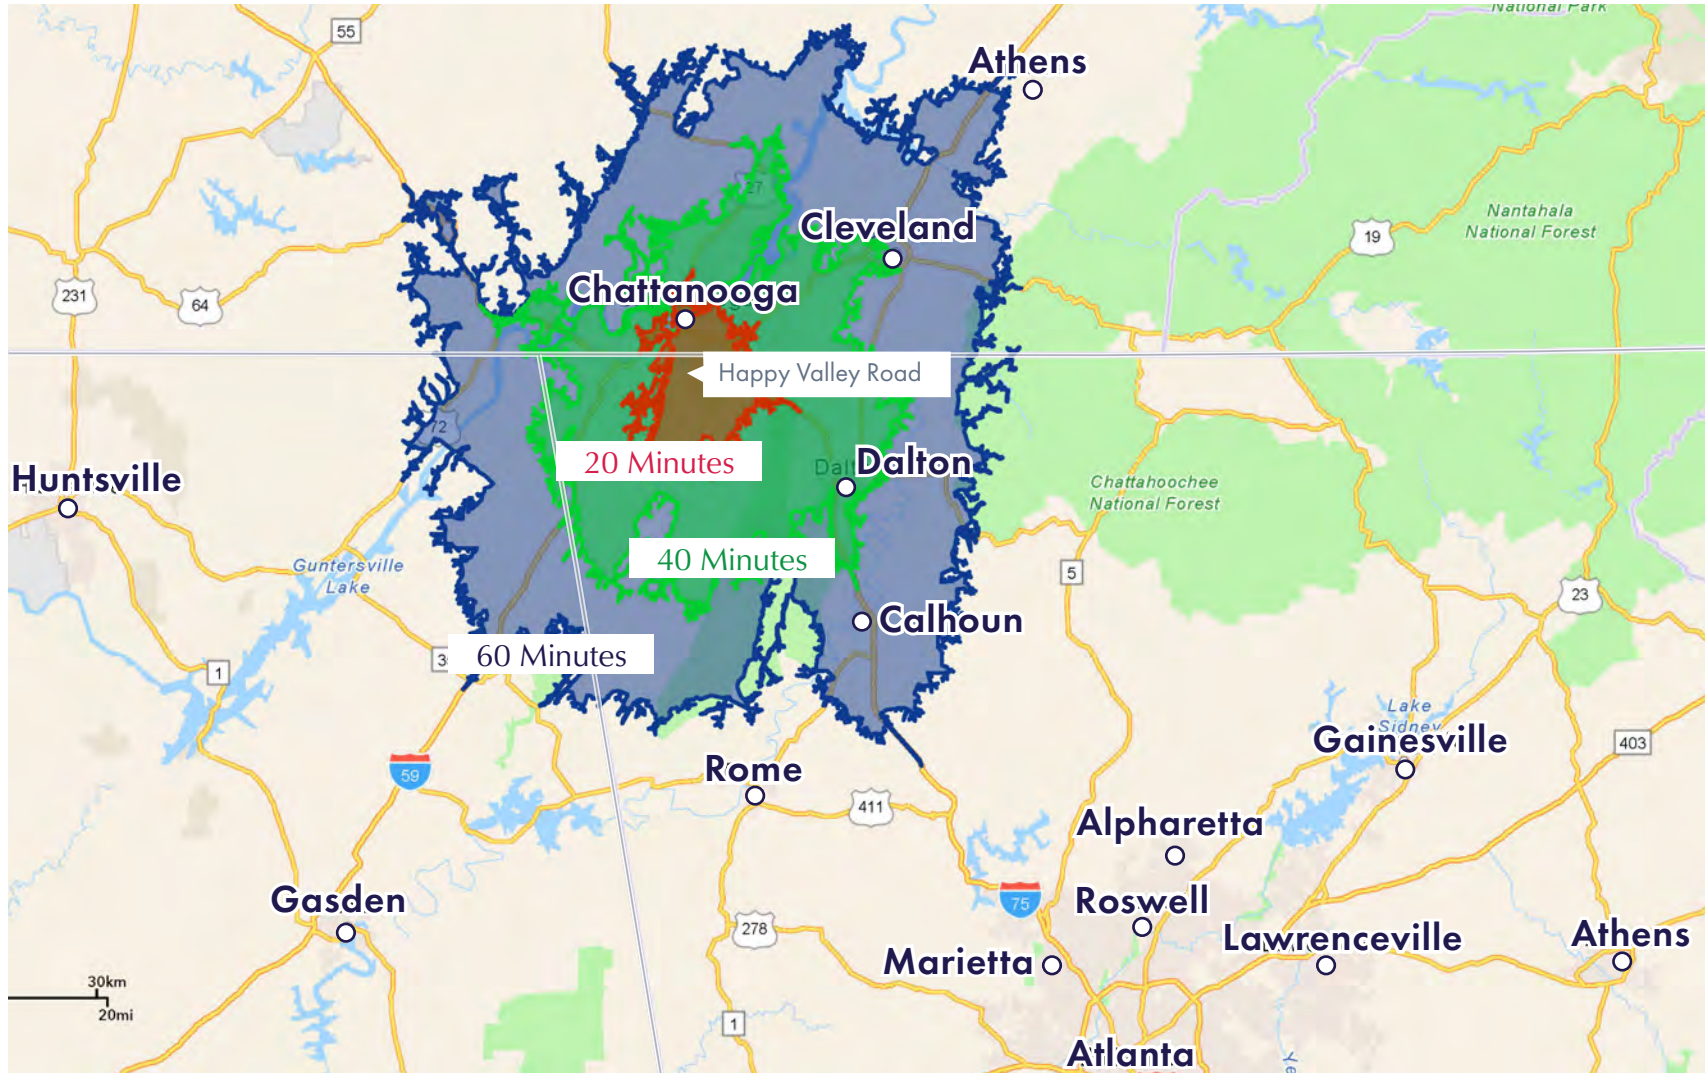 National Park
55
Athens
27
Cleveland
Nantahala
National Forest
19
231
64
Chattanooga
Happy Valley Road
72
20 Minutes
Dalton
Huntsville
Chattahoochee
National Forest
40 Minutes
Guntersville
Lake
5
23
Calhoun
60 Minutes
1
Lake
Sidney
Gainesville
403
59
Rome
411
Alpharetta
Gasden
75
Roswell
278
Lawrenceville
Athens
Marietta
30km
20mi
1
Atlanta